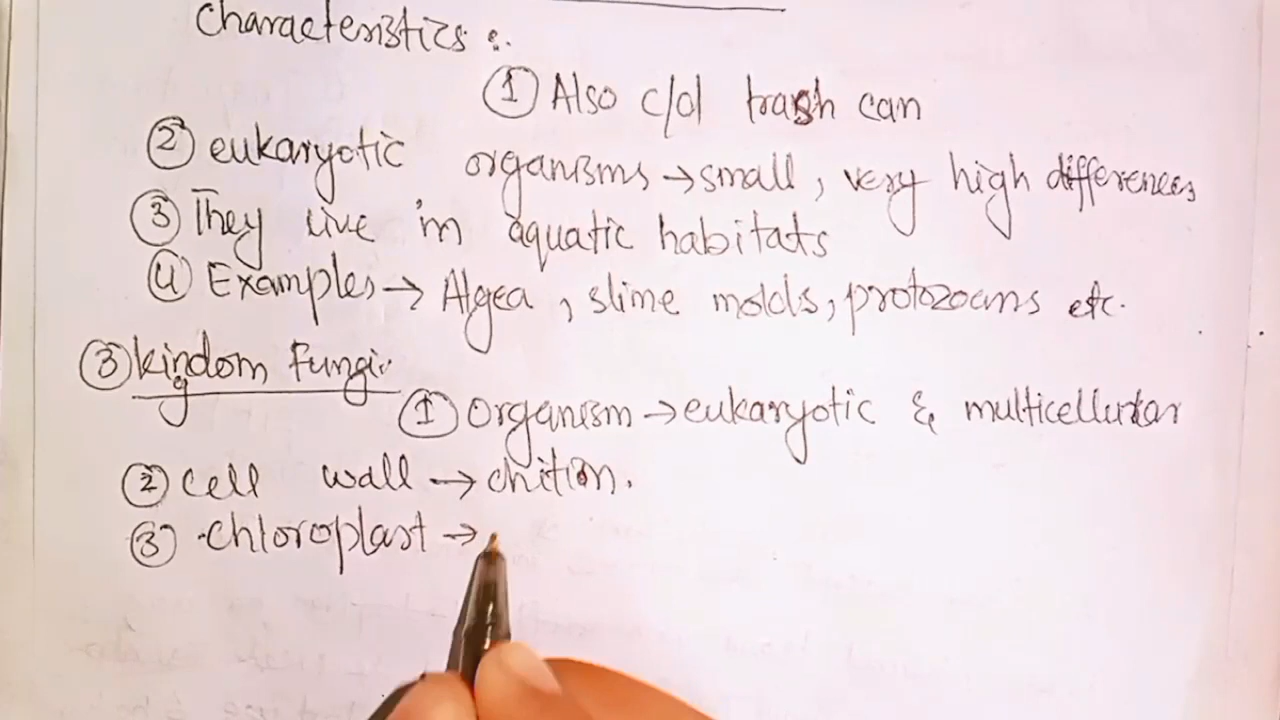 Characteristics :.
① Also c/d trash can
② eukaryotic organisms → small, very high differences
③ They live in aquatic habitats
④ Examples → Algea, slime molds, protozoans etc.
③ Kingdom Fungi
① Organism → eukaryotic & multicellular
② Cell wall → chition.
③ Chloroplast →